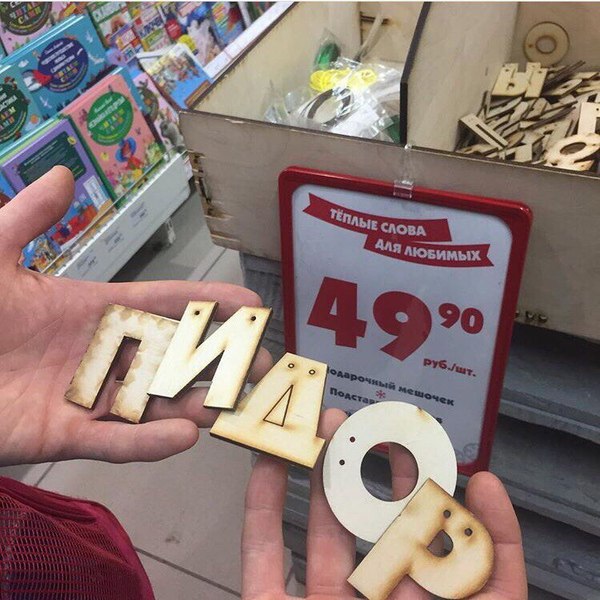 ТЁПЛЫЕ СЛОВА
ДЛЯ ЛЮБИМЫХ
49 90
руб./шт.
Подарочный мешочек
*
ПИДОР